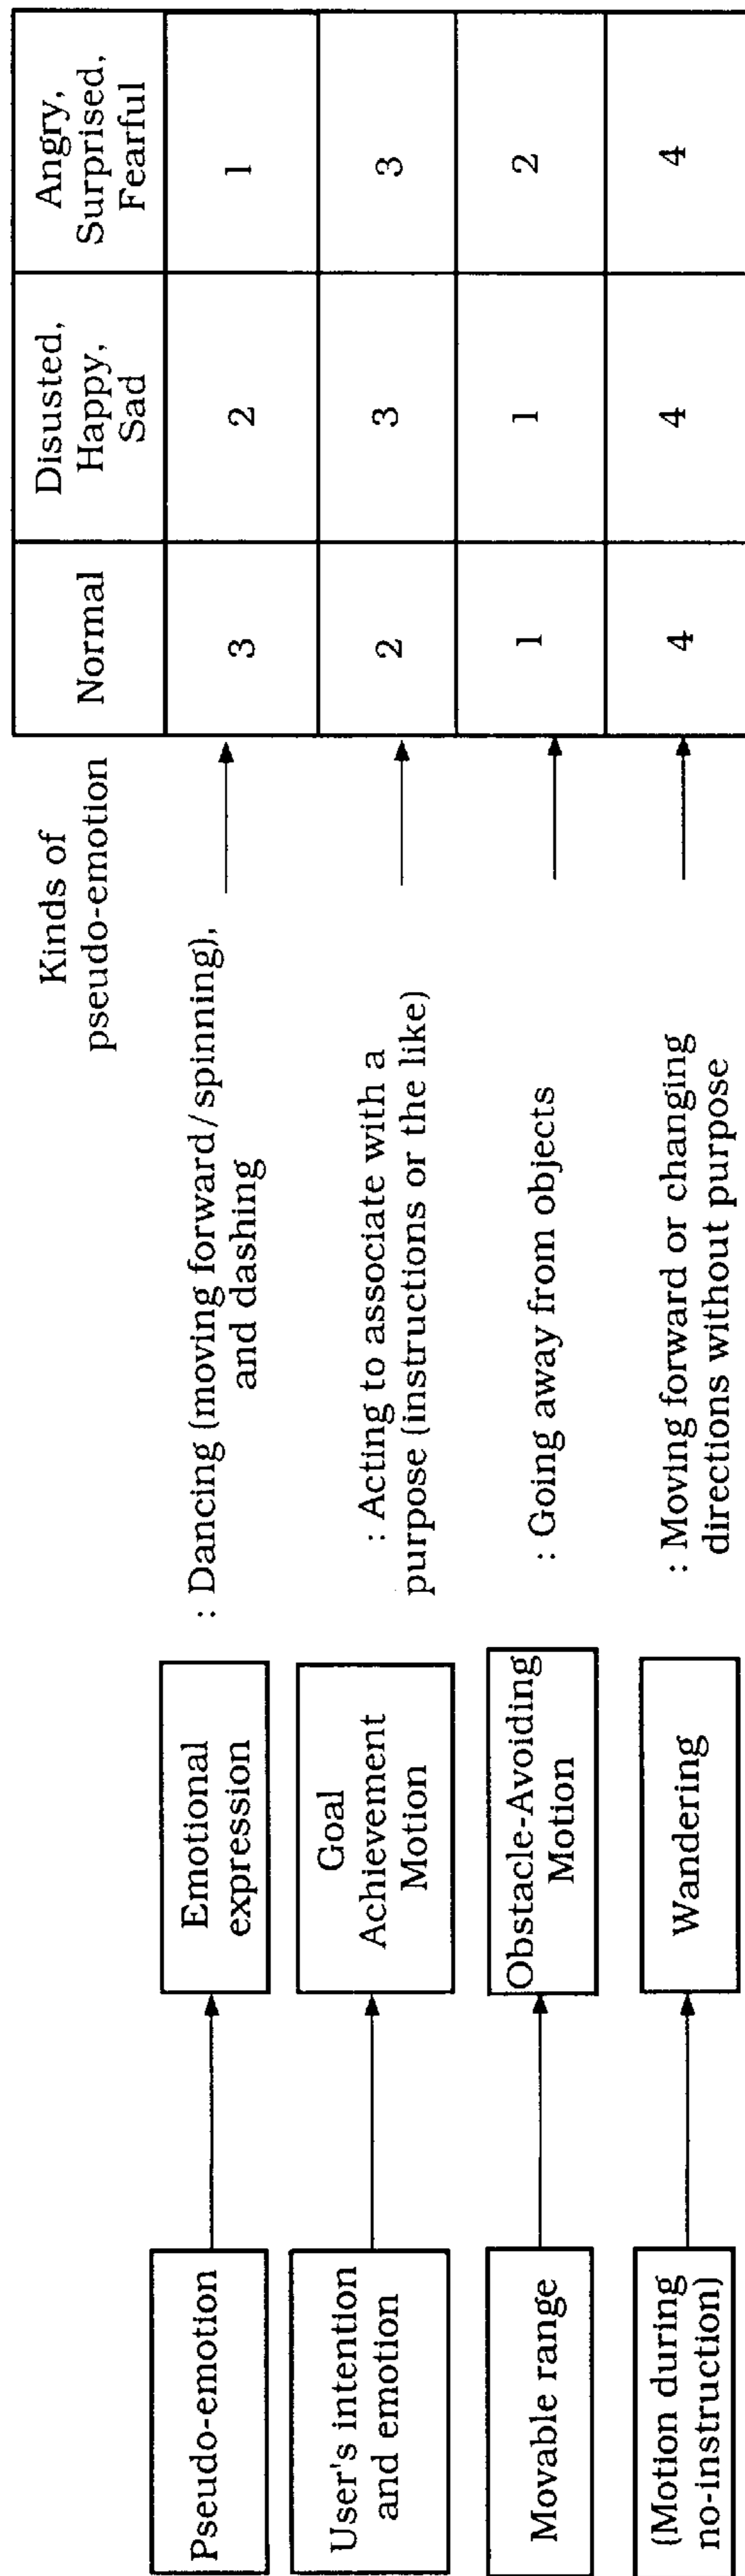 Kinds of
pseudo-emotion
Normal
Disusted,
Happy,
Sad
Angry,
Surprised,
Fearful
Pseudo-emotion
Emotional
expression
: Dancing (moving forward/spinning),
and dashing
3
2
1
User's intention
and emotion
Goal
Achievement
Motion
: Acting to associate with a
purpose (instructions or the like)
2
3
3
Movable range
Obstacle-Avoiding
Motion
: Going away from objects
1
1
2
(Motion during
no-instruction)
Wandering
: Moving forward or changing
directions without purpose
4
4
4